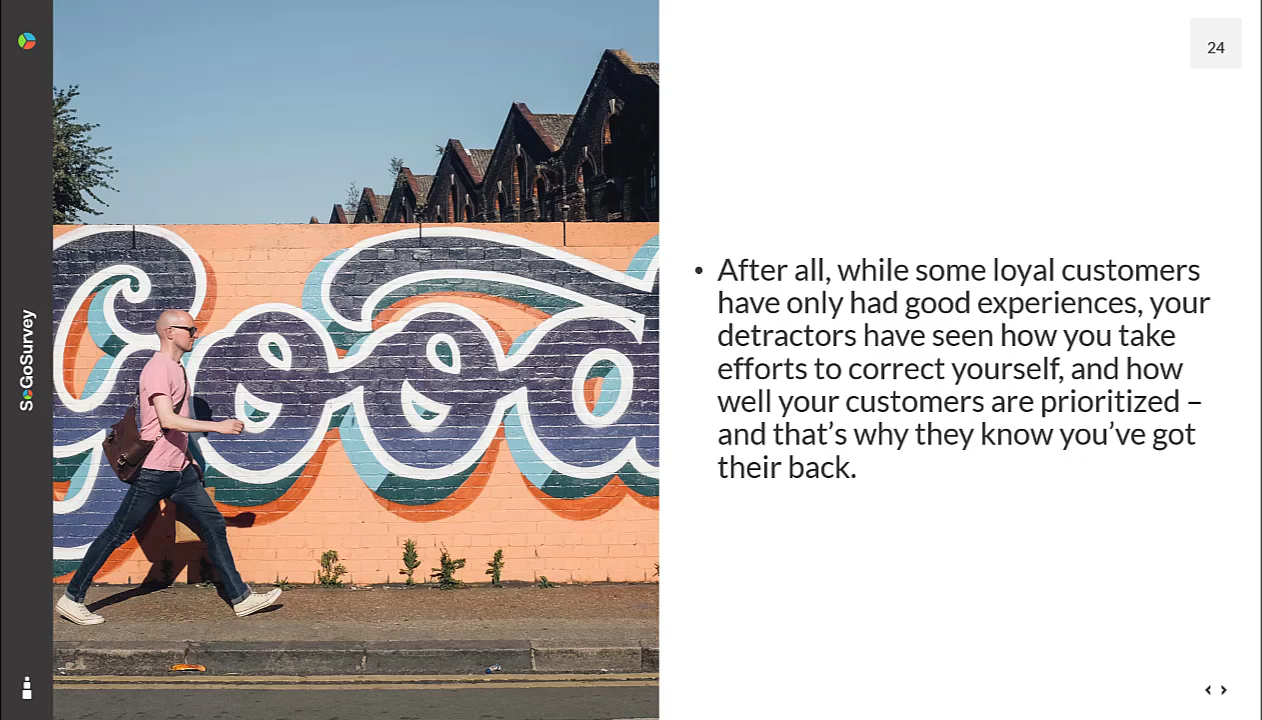 24
SoGoSurvey
good
• After all, while some loyal customers
have only had good experiences, your
detractors have seen how you take
efforts to correct yourself, and how
well your customers are prioritized –
and that’s why they know you’ve got
their back.